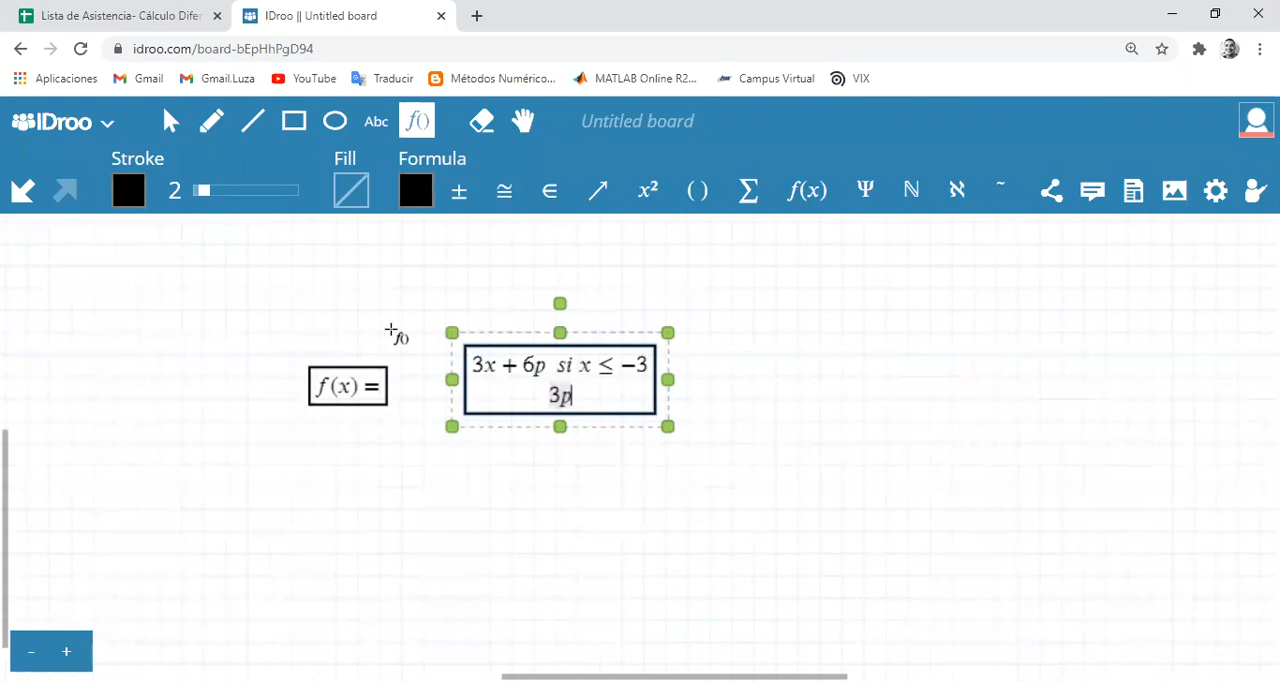 Lista de Asistencia- Cálculo Difer
IDroo || Untitled board
idroo.com/board-bEpHhPgD94
Aplicaciones
Gmail
Gmail.Luza
YouTube
Traducir
Métodos Numérico...
MATLAB Online R2...
Campus Virtual
VIX
IDroo
Abc
f()
Untitled board
Stroke
Fill
Formula
2
± ≅ ∈ x² ( ) ∑ f(x) Ψ ℕ ℵ ~
f()
f(x) =
3x + 6p si x ≤ −3
3p
- +